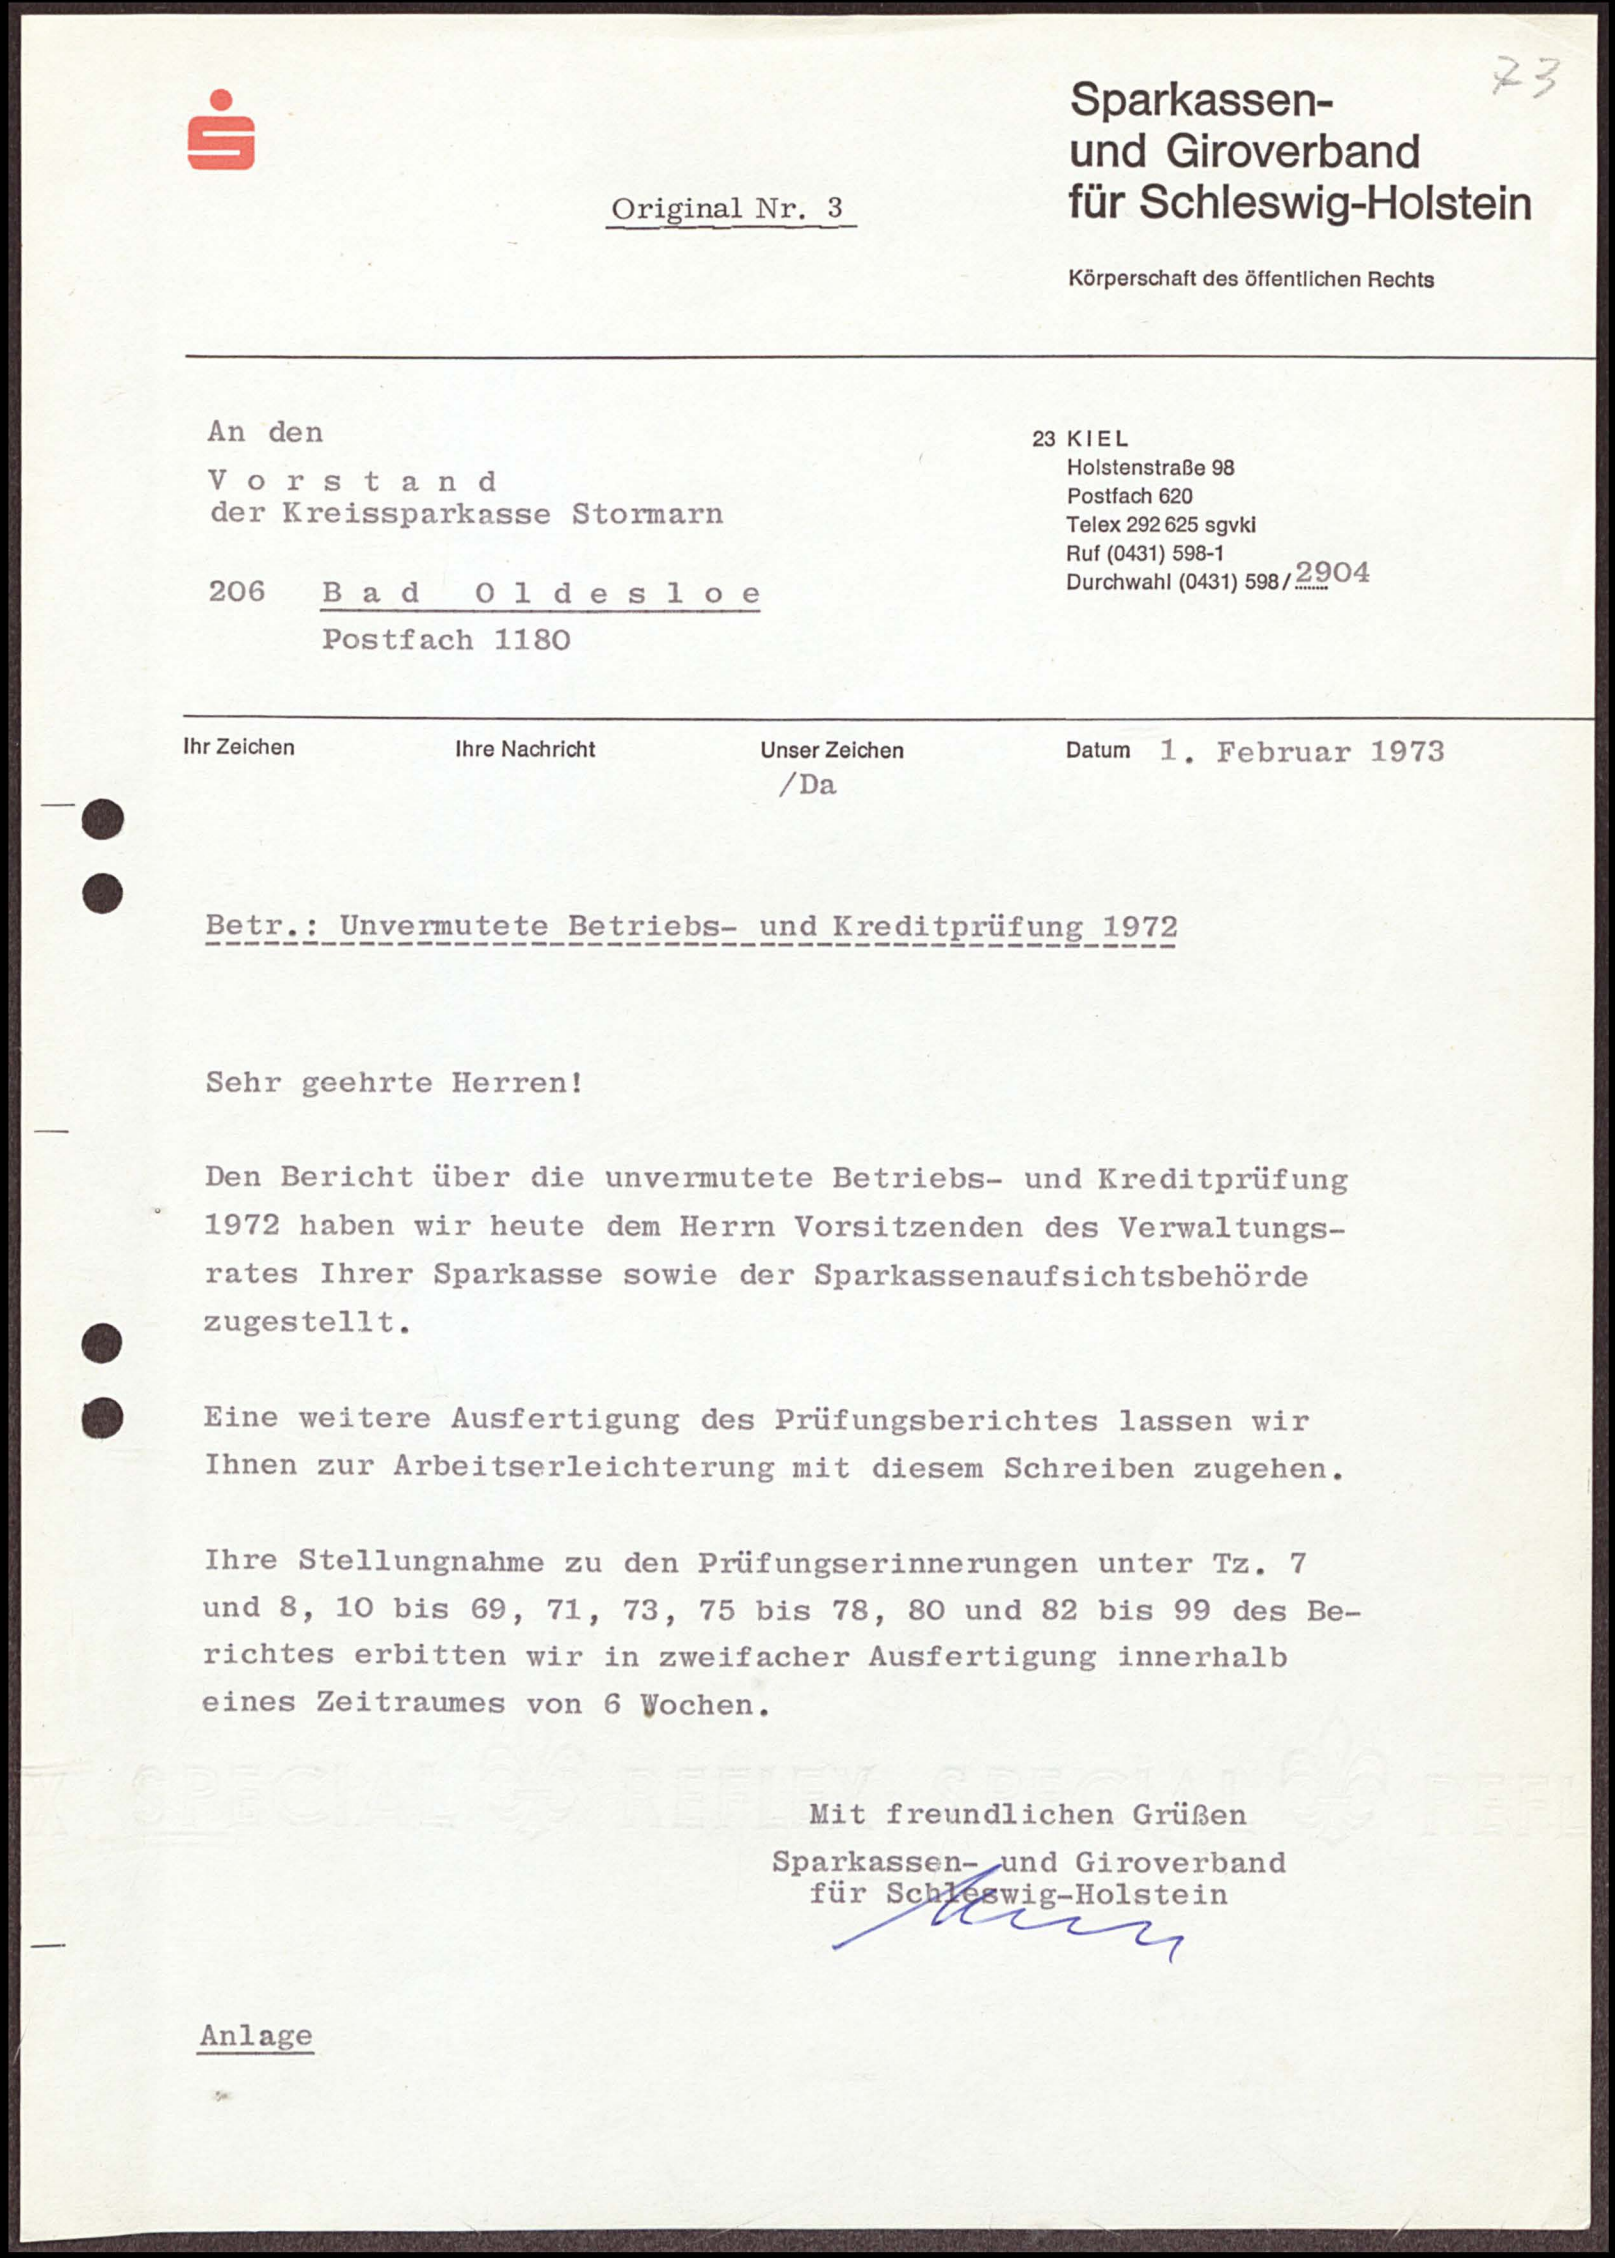 73
Sparkassen-
und Giroverband
für Schleswig-Holstein
Original Nr. 3
Körperschaft des öffentlichen Rechts
An den
V o r s t a n d
der Kreissparkasse Stormarn
206 B a d O l d e s l o e
Postfach 1180
23 KIEL
Holstenstraße 98
Postfach 620
Telex 292 625 sgvki
Ruf (0431) 598-1
Durchwahl (0431) 598/2904
Ihr Zeichen Ihre Nachricht Unser Zeichen Datum 1. Februar 1973
/Da
Betr.: Unvermutete Betriebs- und Kreditprüfung 1972
Sehr geehrte Herren!
Den Bericht über die unvermutete Betriebs- und Kreditprüfung
1972 haben wir heute dem Herrn Vorsitzenden des Verwaltungs-
rates Ihrer Sparkasse sowie der Sparkassenaufsichtsbehörde
zugestellt.
Eine weitere Ausfertigung des Prüfungsberichtes lassen wir
Ihnen zur Arbeitserleichterung mit diesem Schreiben zugehen.
Ihre Stellungnahme zu den Prüfungserinnerungen unter Tz. 7
und 8, 10 bis 69, 71, 73, 75 bis 78, 80 und 82 bis 99 des Be-
richtes erbitten wir in zweifacher Ausfertigung innerhalb
eines Zeitraumes von 6 Wochen.
X SPECIAL REFLEX SPECIAL REFL
Mit freundlichen Grüßen
Sparkassen- und Giroverband
für Schleswig-Holstein
Anlage